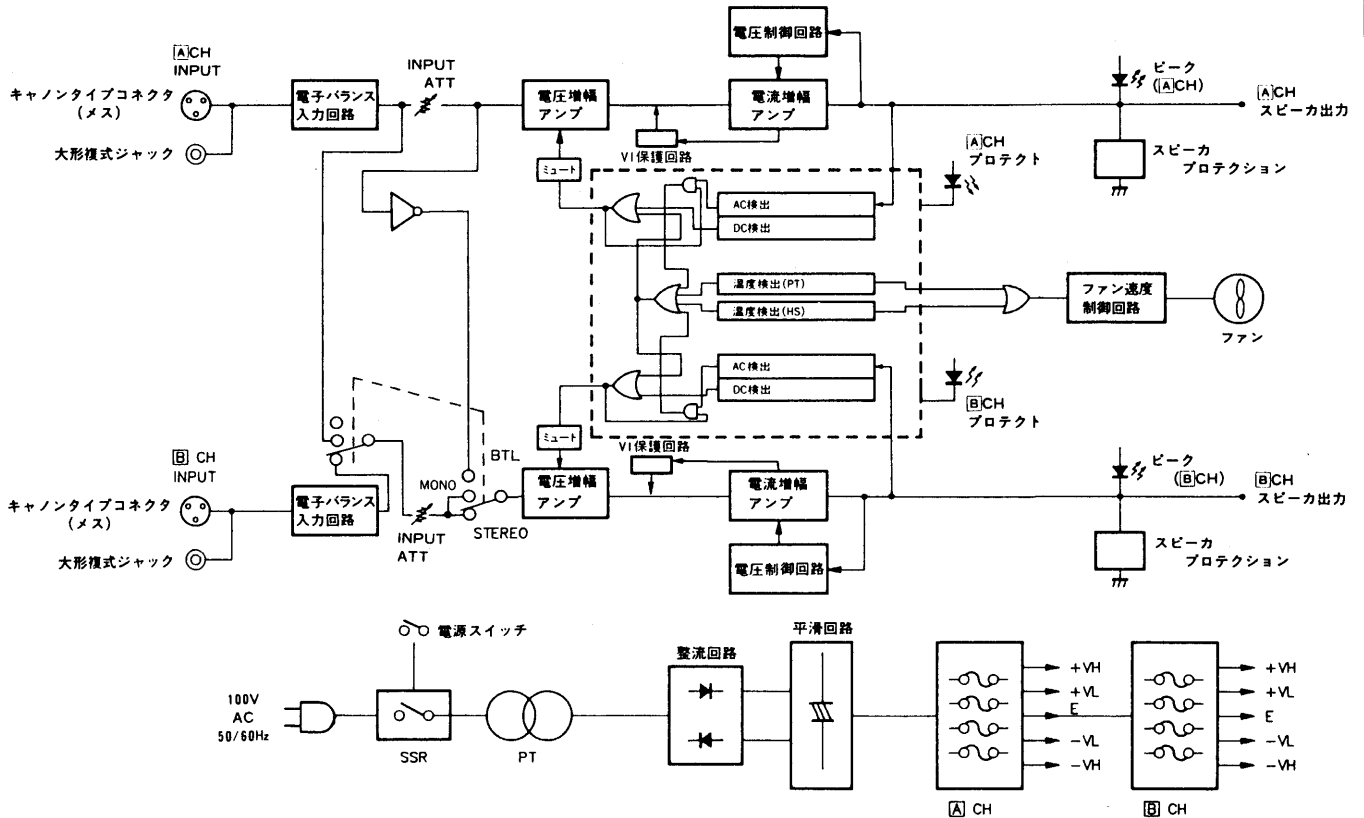 電圧制御回路
Ⓐ CH
INPUT
INPUT
ATT
ピーク
(ⒶCH)
ⒶCH
スピーカ出力
キャノンタイプコネクタ
(メス)
電子バランス
入力回路
電圧増幅
アンプ
電流増幅
アンプ
大形複式ジャック
VI保護回路
ⒶCH
プロテクト
スピーカ
プロテクション
ミュート
AC検出
DC検出
温度検出(PT)
温度検出(HS)
ファン速度
制御回路
ファン
AC検出
DC検出
ⒷCH
プロテクト
ミュート
VI保護回路
Ⓑ CH
INPUT
BTL
MONO
STEREO
キャノンタイプコネクタ
(メス)
電子バランス
入力回路
INPUT
ATT
電圧増幅
アンプ
電流増幅
アンプ
ピーク
(ⒷCH)
ⒷCH
スピーカ出力
大形複式ジャック
電圧制御回路
スピーカ
プロテクション
電源スイッチ
整流回路
平滑回路
100V
AC
50/60Hz
SSR
PT
+VH
+VL
E
-VL
-VH
+VH
+VL
E
-VL
-VH
Ⓐ CH
Ⓑ CH